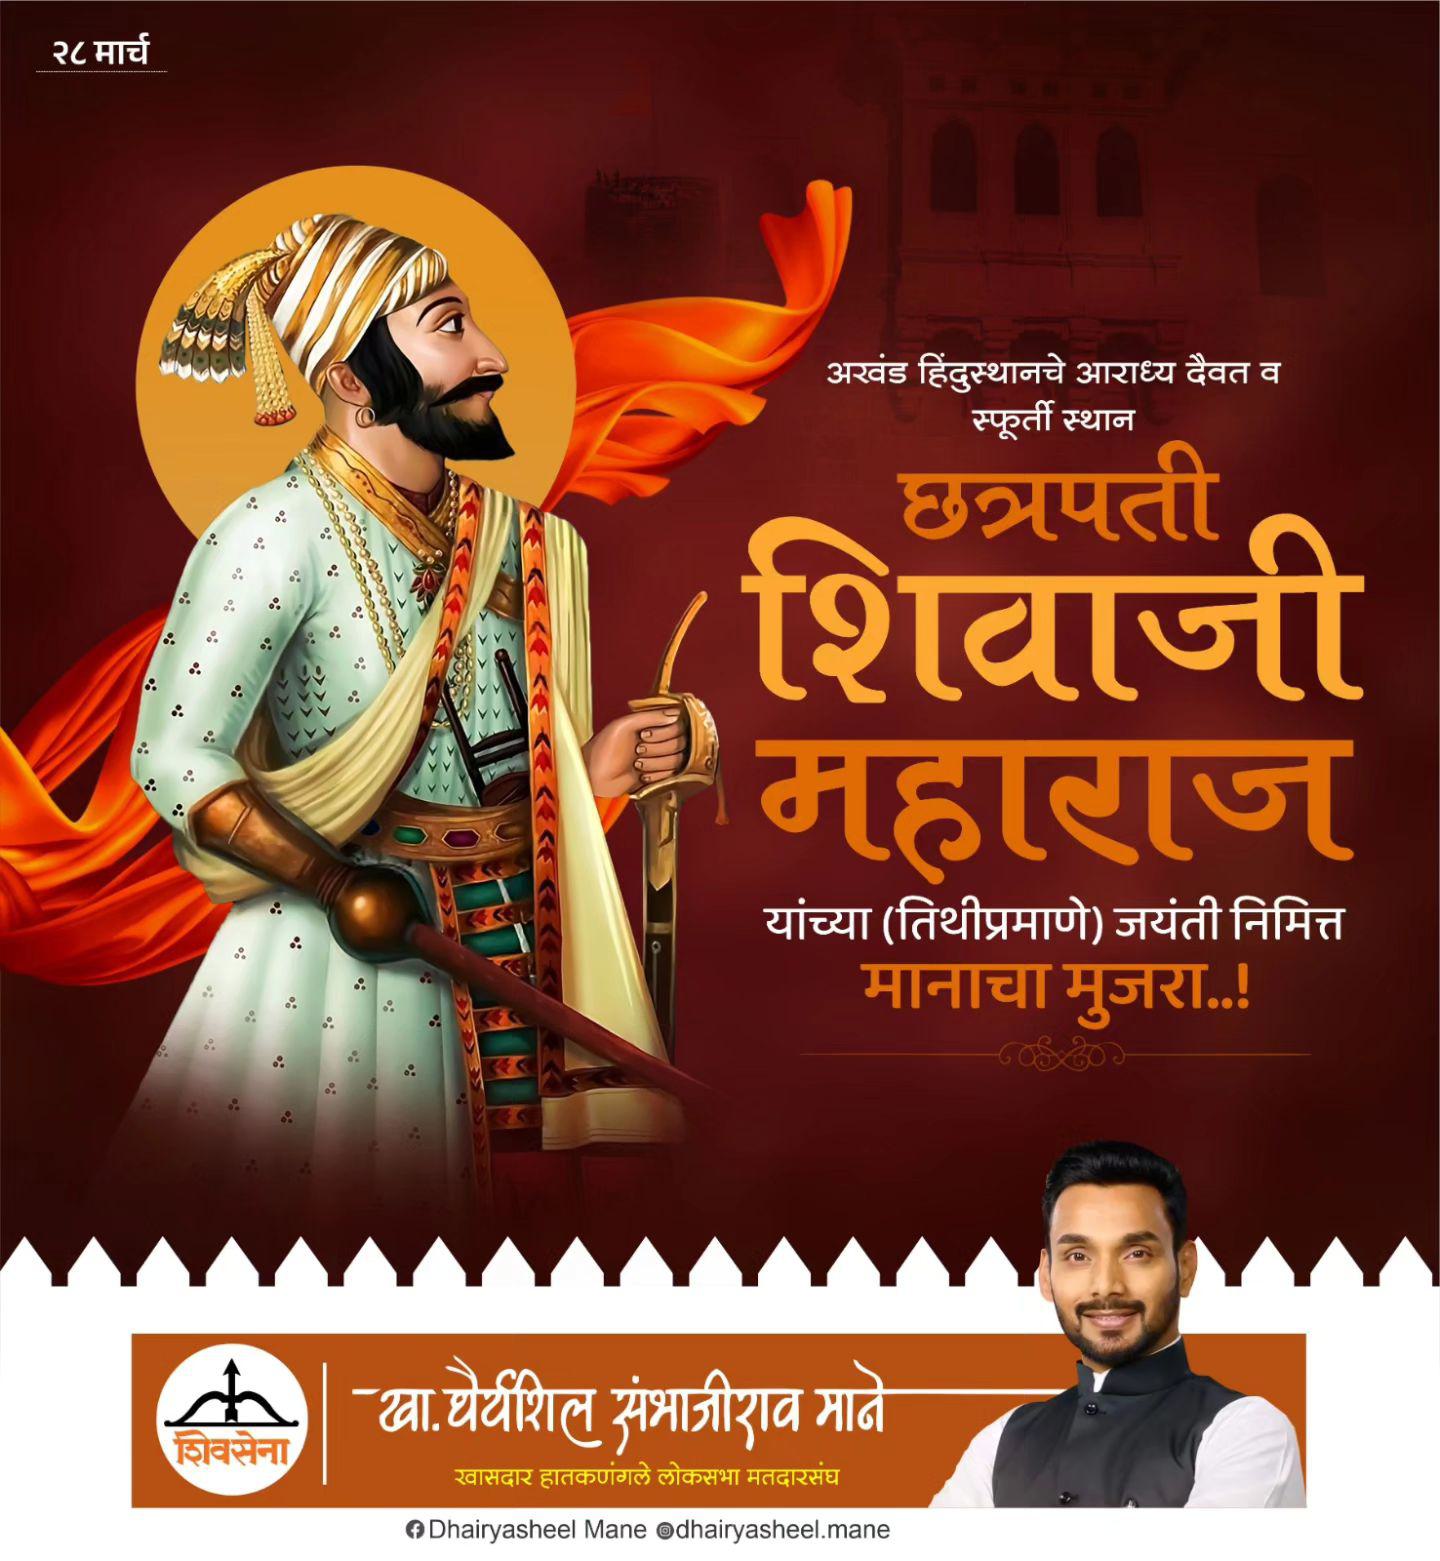 २८ मार्च
अखंड हिंदुस्थानचे आराध्य दैवत व
स्फूर्ती स्थान
छत्रपती
शिवाजी
महाराज
यांच्या (तिथीप्रमाणे) जयंती निमित्त
मानाचा मुजरा..!
शिवसेना
खा. धैर्यशिल संभाजीराव माने
खासदार हातकणंगले लोकसभा मतदारसंघ
Dhairyasheel Mane dhairyasheel.mane